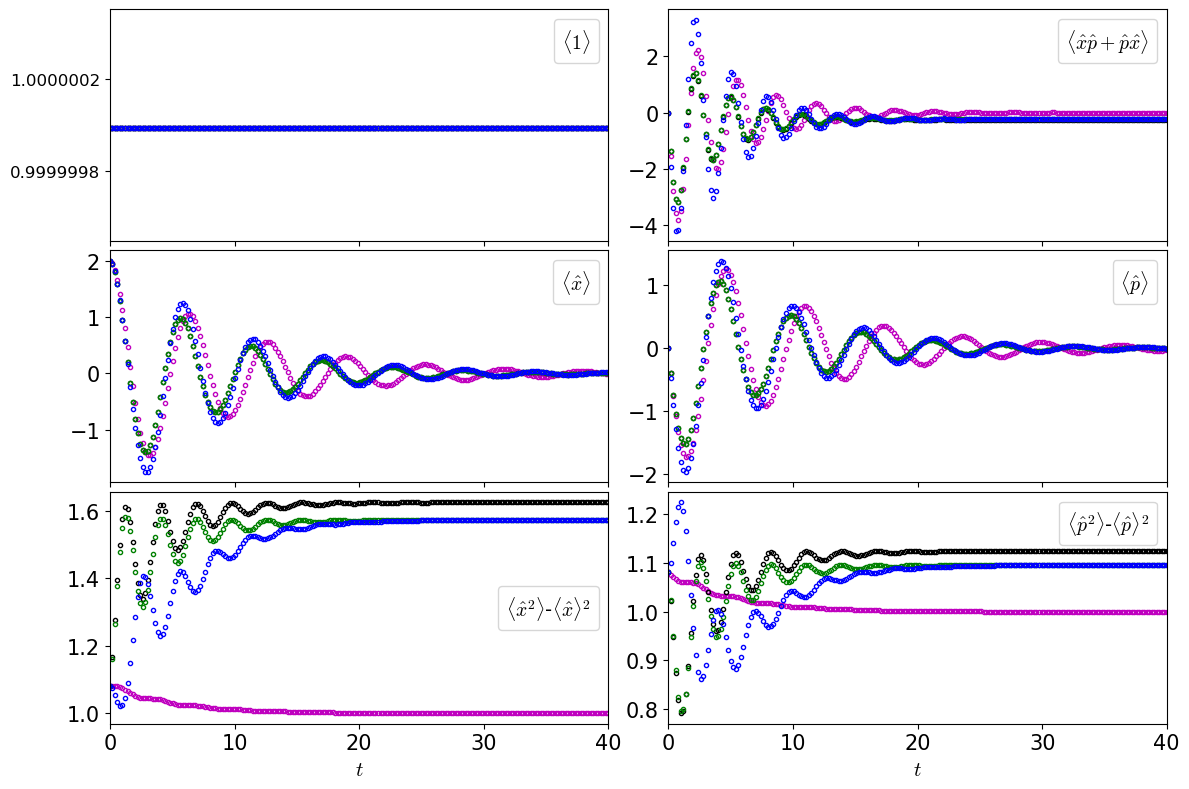 ⟨1⟩
1.0000002
0.9999998
⟨x̂p̂ + p̂x̂⟩
2
0
−2
−4
⟨x̂⟩
2
1
0
−1
⟨p̂⟩
1
0
−1
−2
⟨x̂²⟩-⟨x̂⟩²
1.6
1.4
1.2
1.0
0 10 20 30 40
t
⟨p̂²⟩-⟨p̂⟩²
1.2
1.1
1.0
0.9
0.8
0 10 20 30 40
t